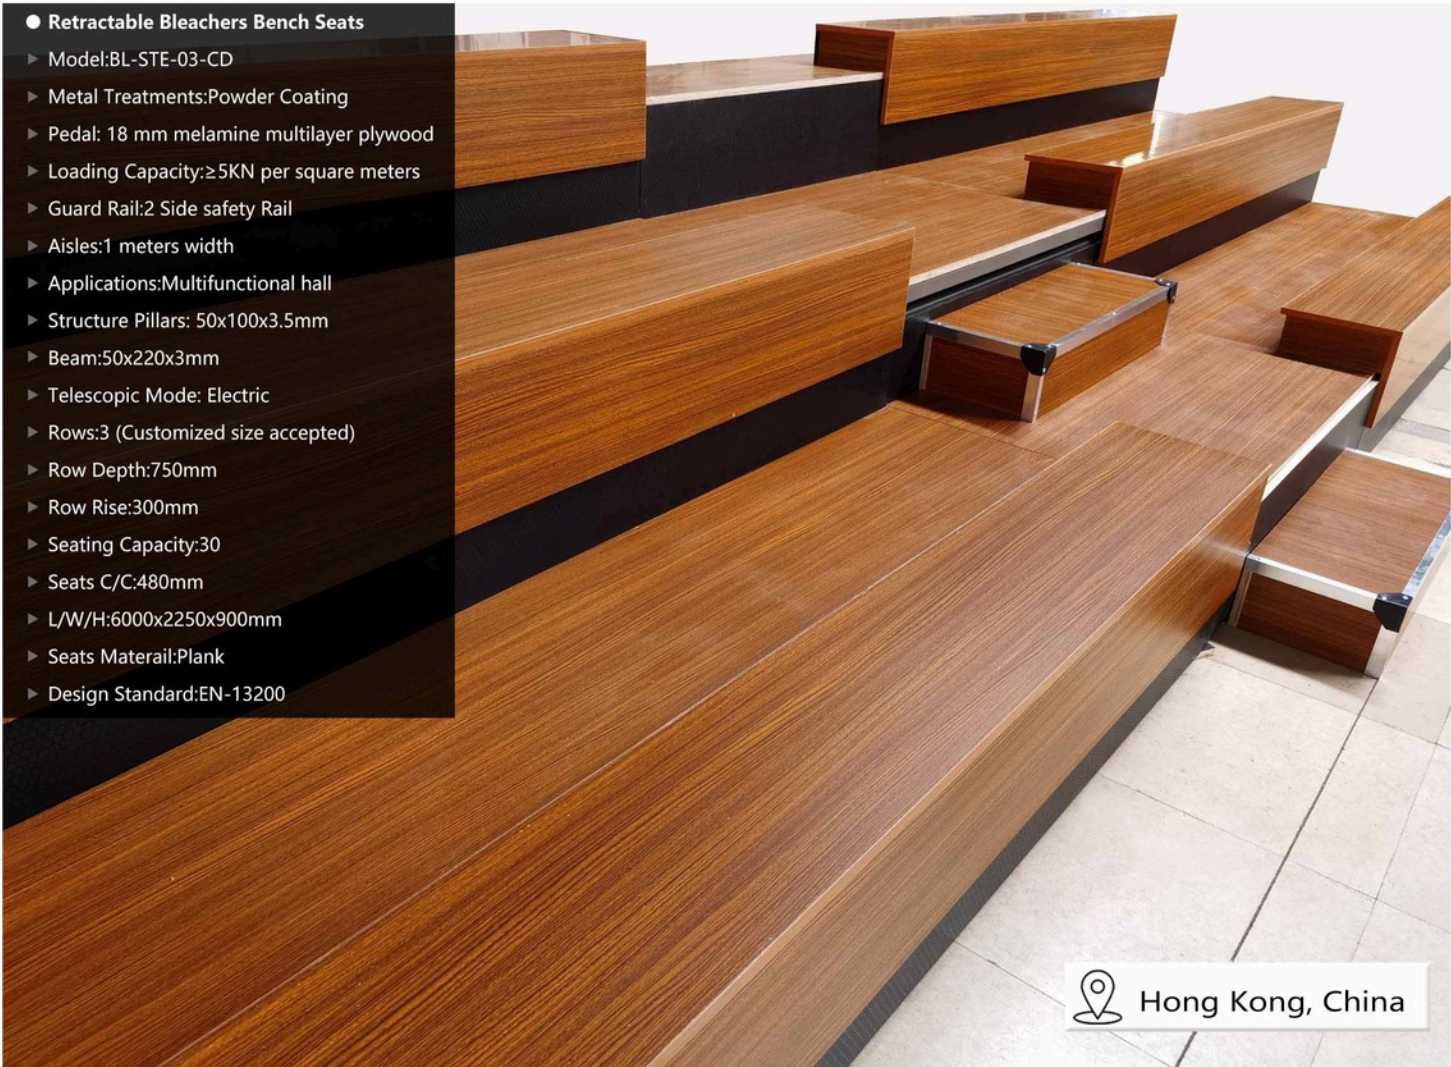 Retractable Bleachers Bench Seats
Model:BL-STE-03-CD
Metal Treatments:Powder Coating
Pedal: 18 mm melamine multilayer plywood
Loading Capacity:≥5KN per square meters
Guard Rail:2 Side safety Rail
Aisles:1 meters width
Applications:Multifunctional hall
Structure Pillars: 50x100x3.5mm
Beam:50x220x3mm
Telescopic Mode: Electric
Rows:3 (Customized size accepted)
Row Depth:750mm
Row Rise:300mm
Seating Capacity:30
Seats C/C:480mm
L/W/H:6000x2250x900mm
Seats Materail:Plank
Design Standard:EN-13200
Hong Kong, China